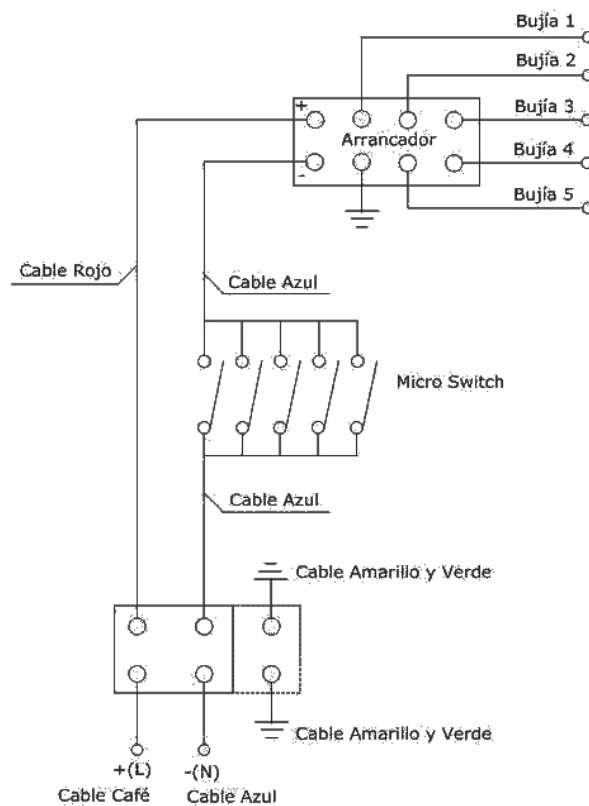 Bujía 1
Bujía 2
+
Bujía 3
Arrancador
-
Bujía 4
Bujía 5
Cable Rojo
Cable Azul
Micro Switch
Cable Azul
Cable Amarillo y Verde
Cable Amarillo y Verde
+(L) -(N)
Cable Café Cable Azul